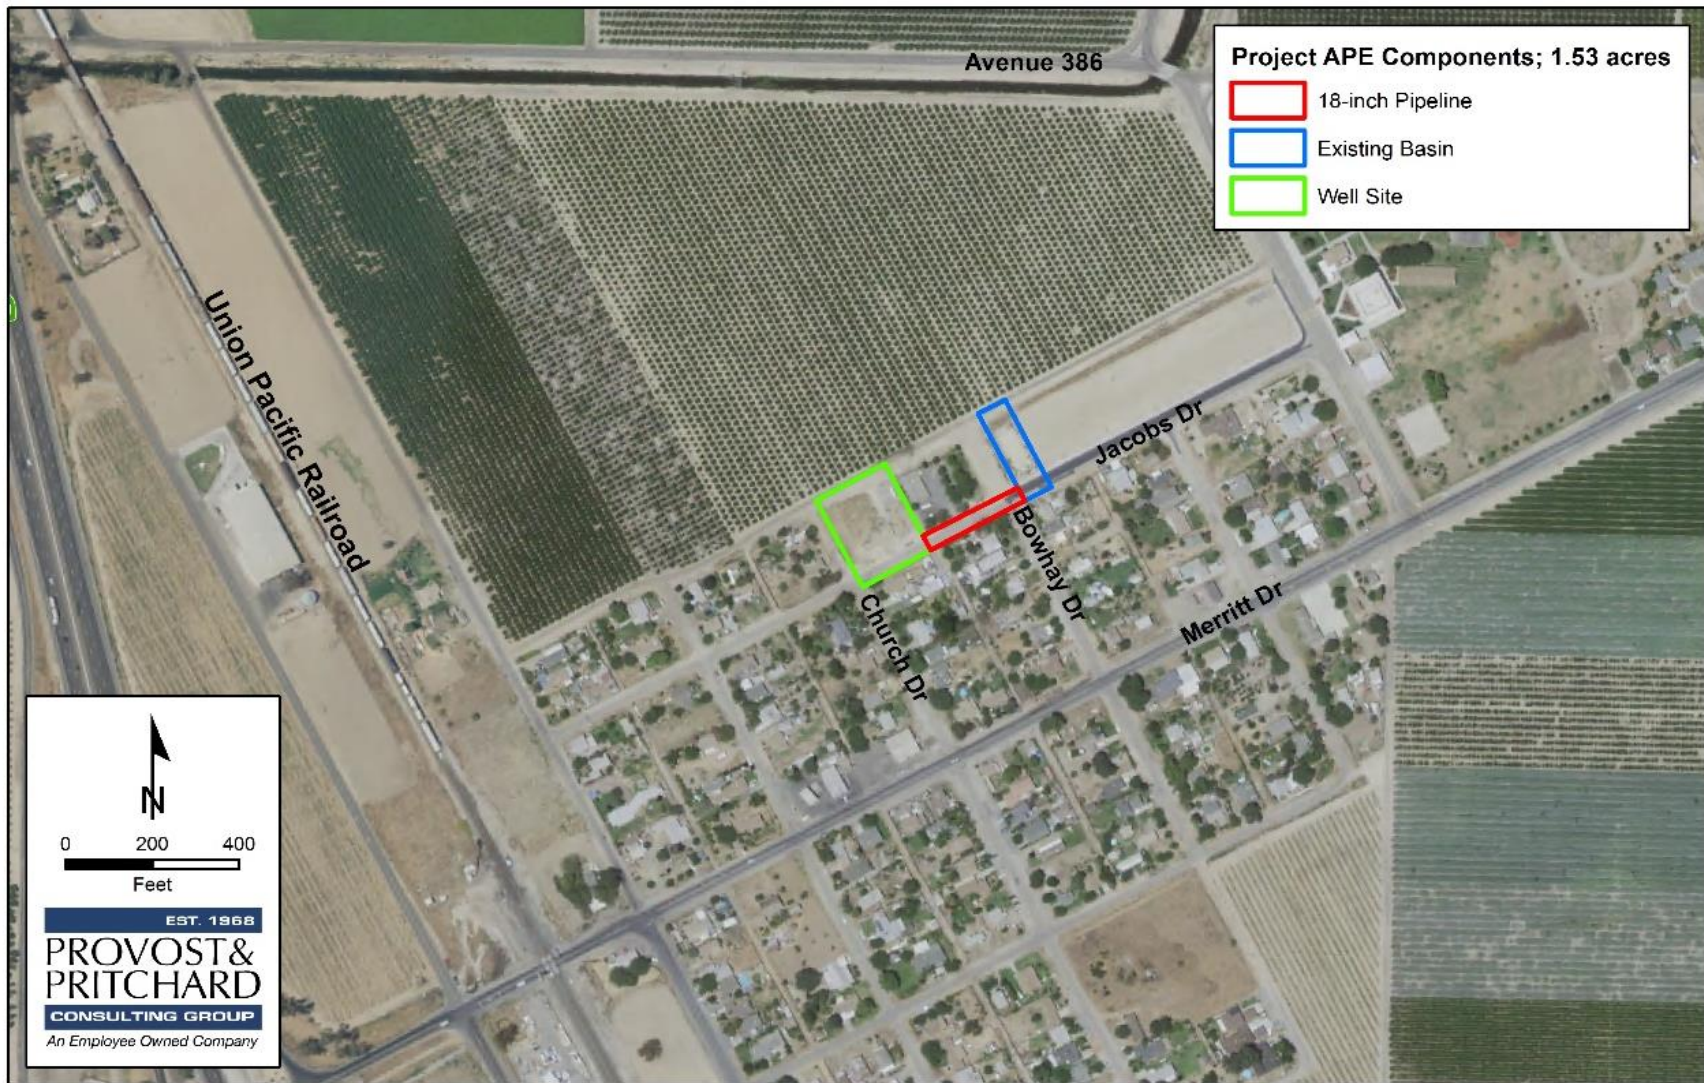 Avenue 386
Project APE Components; 1.53 acres
18-inch Pipeline
Existing Basin
Well Site
Union Pacific Railroad
Jacobs Dr
Bowhay Dr
Merritt Dr
Church Dr
N
0 200 400
Feet
EST. 1968
PROVOST&
PRITCHARD
CONSULTING GROUP
An Employee Owned Company